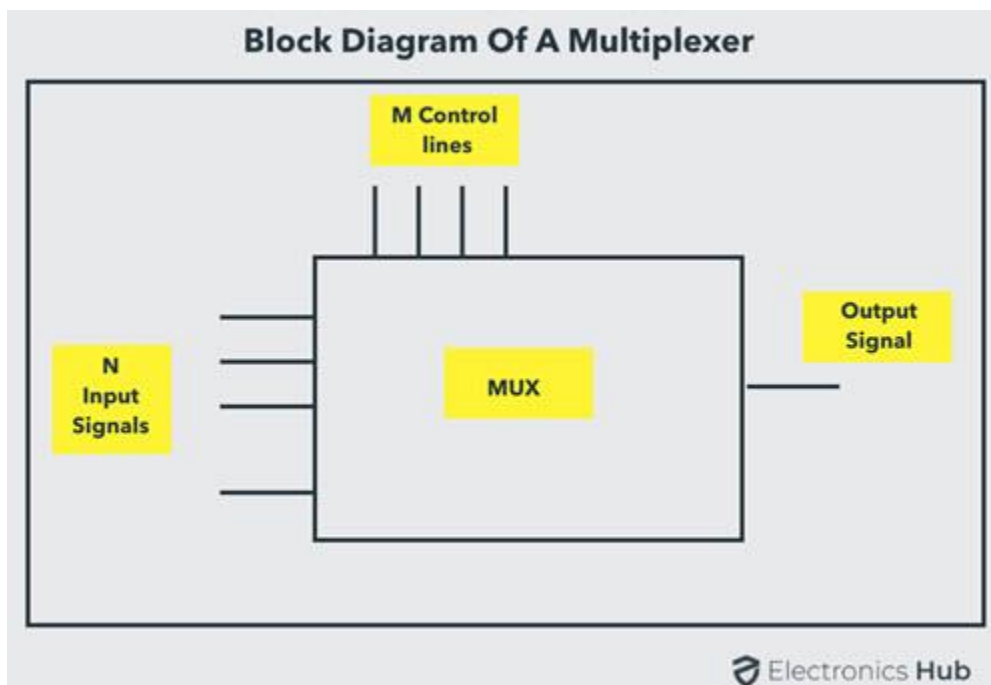 Block Diagram Of A Multiplexer
M Control
lines
N
Input
Signals
MUX
Output
Signal
Electronics Hub